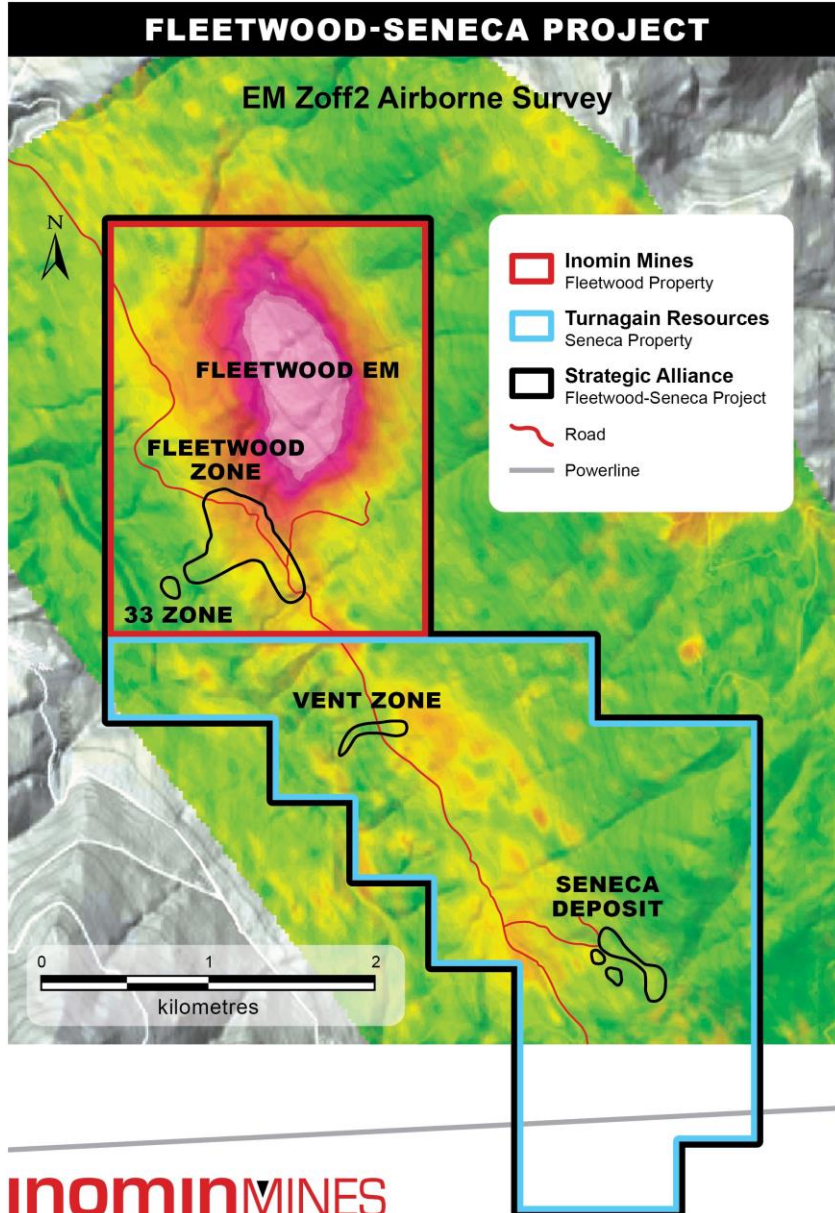 FLEETWOOD-SENECA PROJECT
EM Zoff2 Airborne Survey
N
Inomin Mines
Fleetwood Property
Turnagain Resources
Seneca Property
Strategic Alliance
Fleetwood-Seneca Project
Road
Powerline
FLEETWOOD EM
FLEETWOOD
ZONE
33 ZONE
VENT ZONE
SENECA
DEPOSIT
0 1 2
kilometres
inominMINES